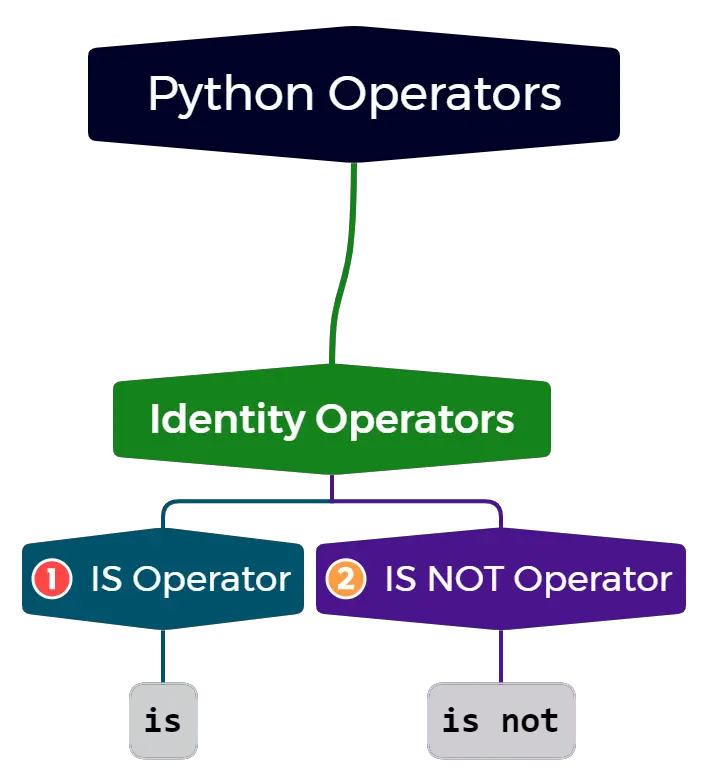 Python Operators
Identity Operators
1 IS Operator
2 IS NOT Operator
is
is not